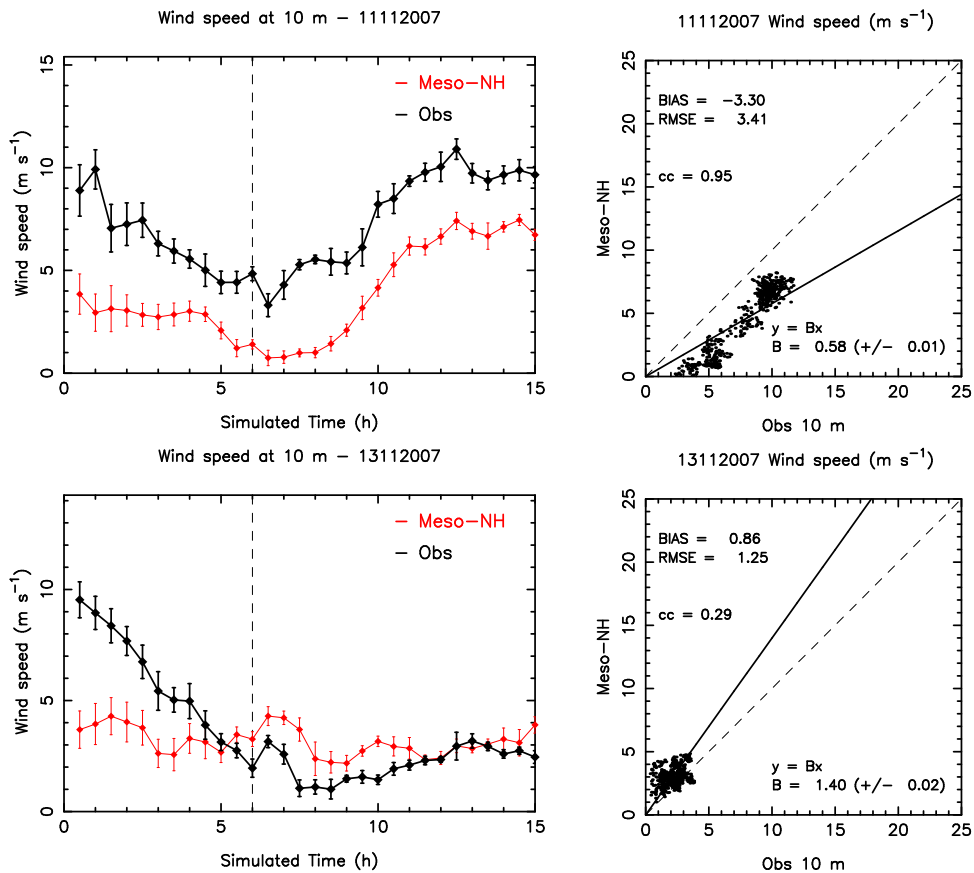 Wind speed at 10 m − 11112007
Wind speed (m s−1)
15
10
5
0
Meso−NH
Obs
0 5 10 15
Simulated Time (h)
11112007 Wind speed (m s−1)
Meso−NH
25
20
15
10
5
0
BIAS = −3.30
RMSE = 3.41
cc = 0.95
y = Bx
B = 0.58 (+/− 0.01)
0 5 10 15 20 25
Obs 10 m
Wind speed at 10 m − 13112007
Wind speed (m s−1)
10
5
0
Meso−NH
Obs
0 5 10 15
Simulated Time (h)
13112007 Wind speed (m s−1)
Meso−NH
25
20
15
10
5
0
BIAS = 0.86
RMSE = 1.25
cc = 0.29
y = Bx
B = 1.40 (+/− 0.02)
0 5 10 15 20 25
Obs 10 m